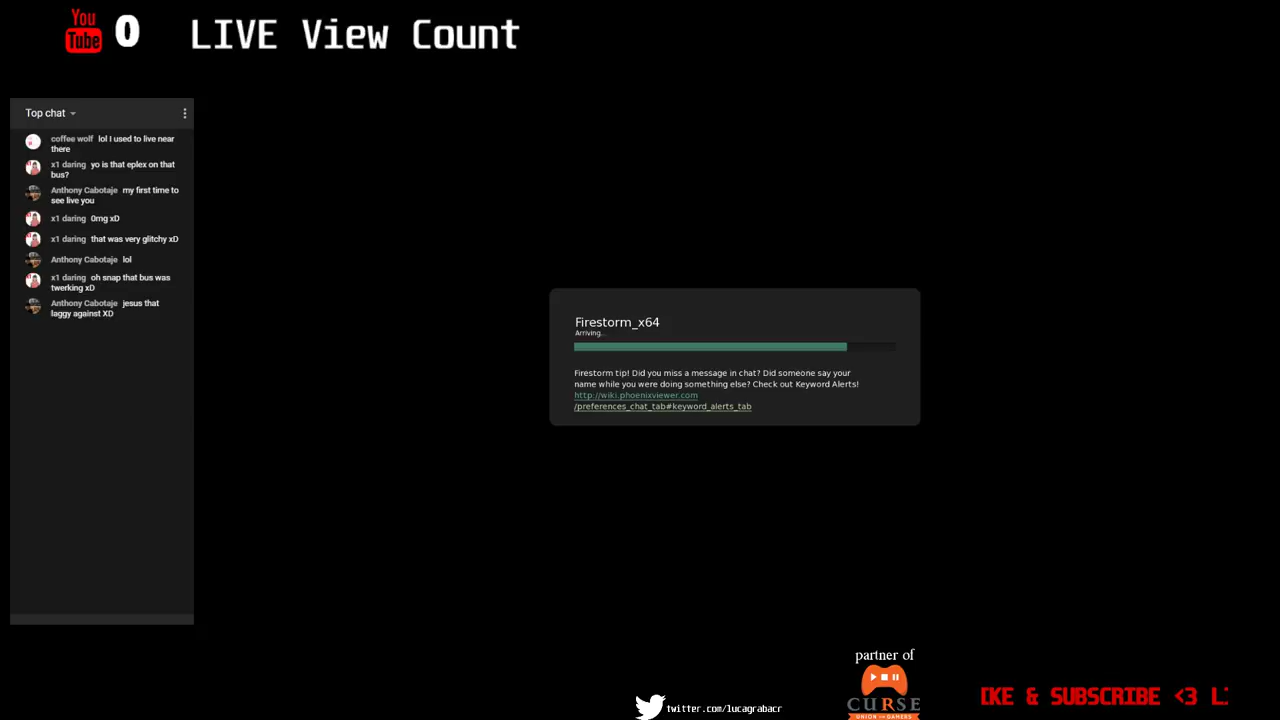 You
Tube
0 LIVE View Count
Top chat
coffee wolf lol I used to live near
there
x1 daring yo is that eplex on that
bus?
Anthony Cabotaje my first time to
see live you
x1 daring 0mg xD
x1 daring that was very glitchy xD
Anthony Cabotaje lol
x1 daring oh snap that bus was
twerking xD
Anthony Cabotaje jesus that
laggy against XD
Firestorm_x64
Arriving...
Firestorm tip! Did you miss a message in chat? Did someone say your
name while you were doing something else? Check out Keyword Alerts!
http://wiki.phoenixviewer.com
/preferences_chat_tab#keyword_alerts_tab
partner of
CURSE
UNION FOR GAMERS
twitter.com/lucagrabacr
IKE & SUBSCRIBE <3 L